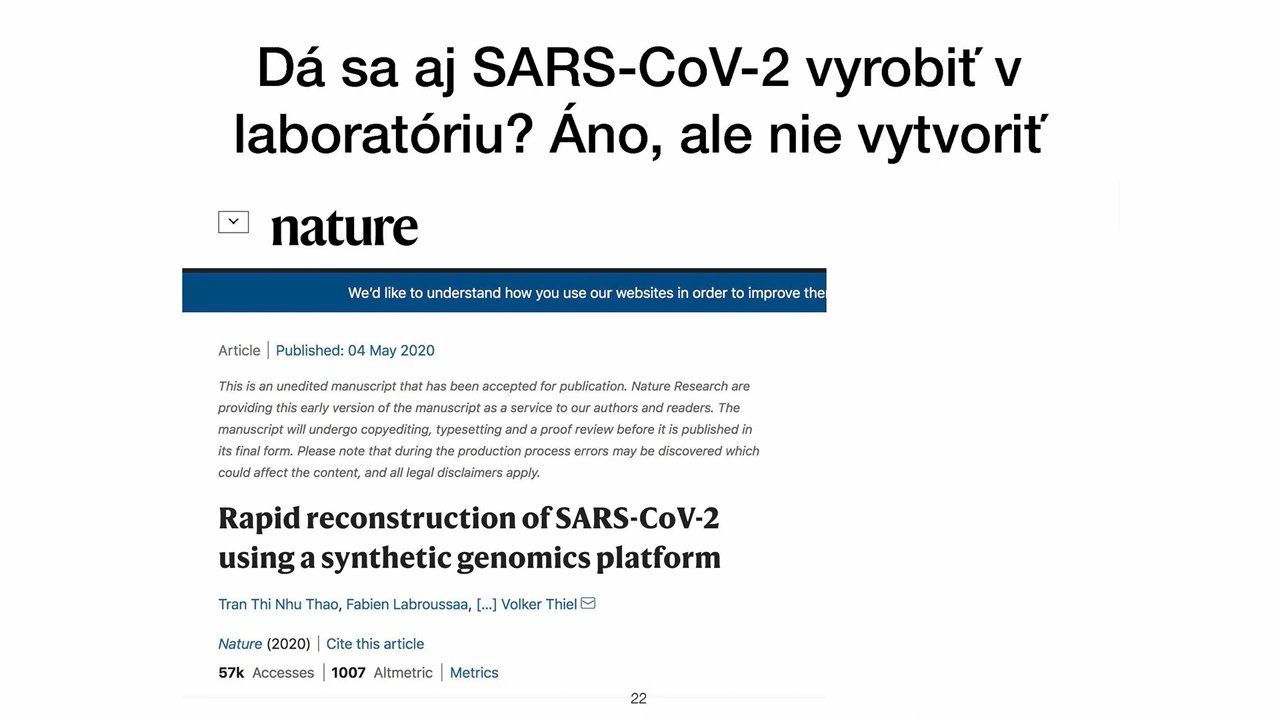 Dá sa aj SARS-CoV-2 vyrobiť v
laboratóriu? Áno, ale nie vytvoriť
nature
We'd like to understand how you use our websites in order to improve
Article | Published: 04 May 2020
This is an unedited manuscript that has been accepted for publication. Nature Research are
providing this early version of the manuscript as a service to our authors and readers. The
manuscript will undergo copyediting, typesetting and a proof review before it is published in
its final form. Please note that during the production process errors may be discovered which
could affect the content, and all legal disclaimers apply.
Rapid reconstruction of SARS-CoV-2
using a synthetic genomics platform
Tran Thi Nhu Thao, Fabien Labroussaa, [...] Volker Thiel
Nature (2020) | Cite this article
57k Accesses | 1007 Altmetric | Metrics
22